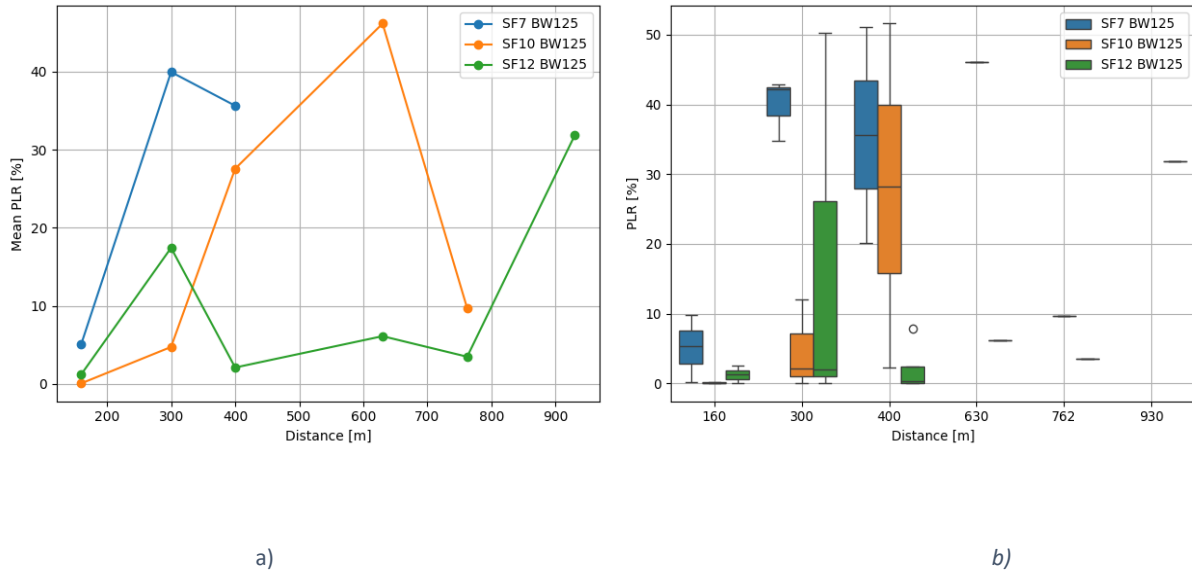 SF7 BW125
SF10 BW125
SF12 BW125
Mean PLR [%]
40
30
20
10
0
200 300 400 500 600 700 800 900
Distance [m]
a)
SF7 BW125
SF10 BW125
SF12 BW125
PLR [%]
50
40
30
20
10
0
160 300 400 630 762 930
Distance [m]
b)